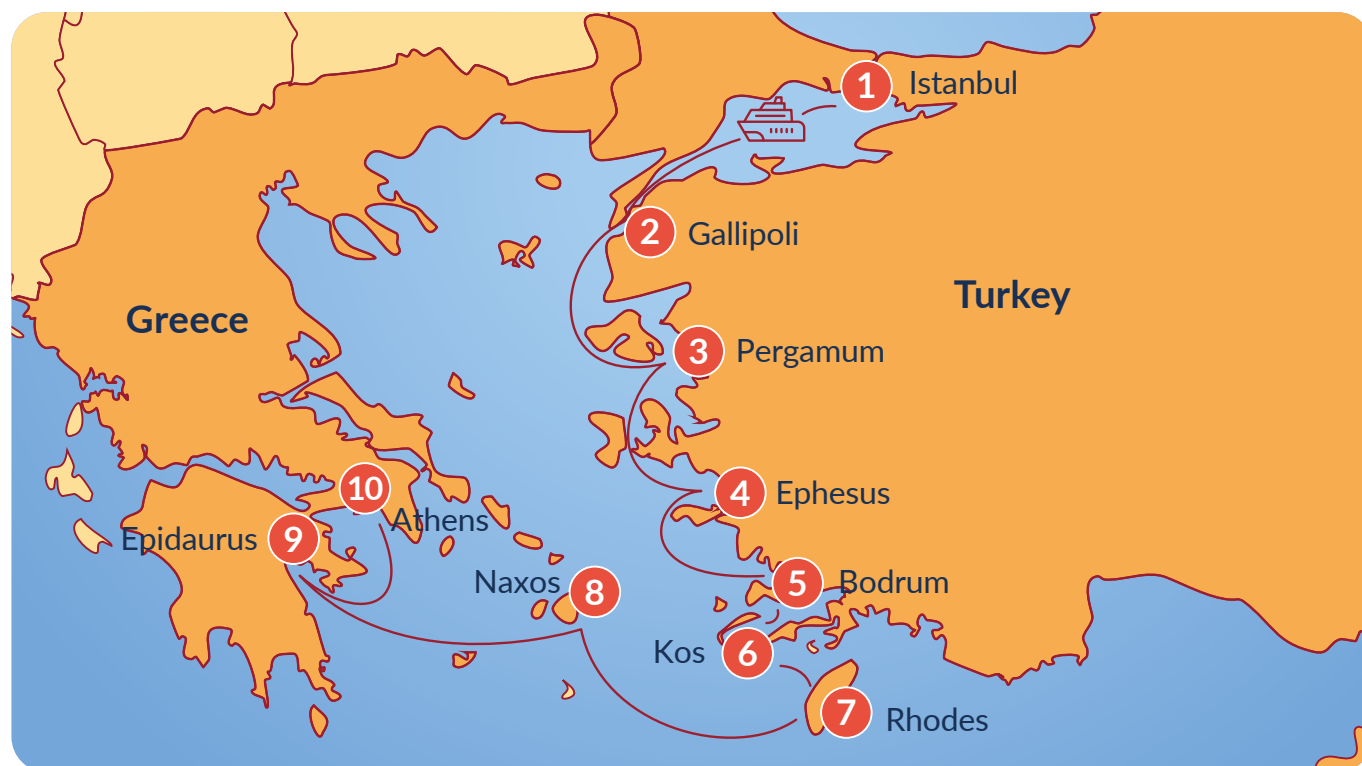 1 Istanbul
2 Gallipoli
Turkey
Greece
3 Pergamum
10
4 Ephesus
Athens
Epidaurus 9
Naxos 8
5 Bodrum
Kos 6
7 Rhodes